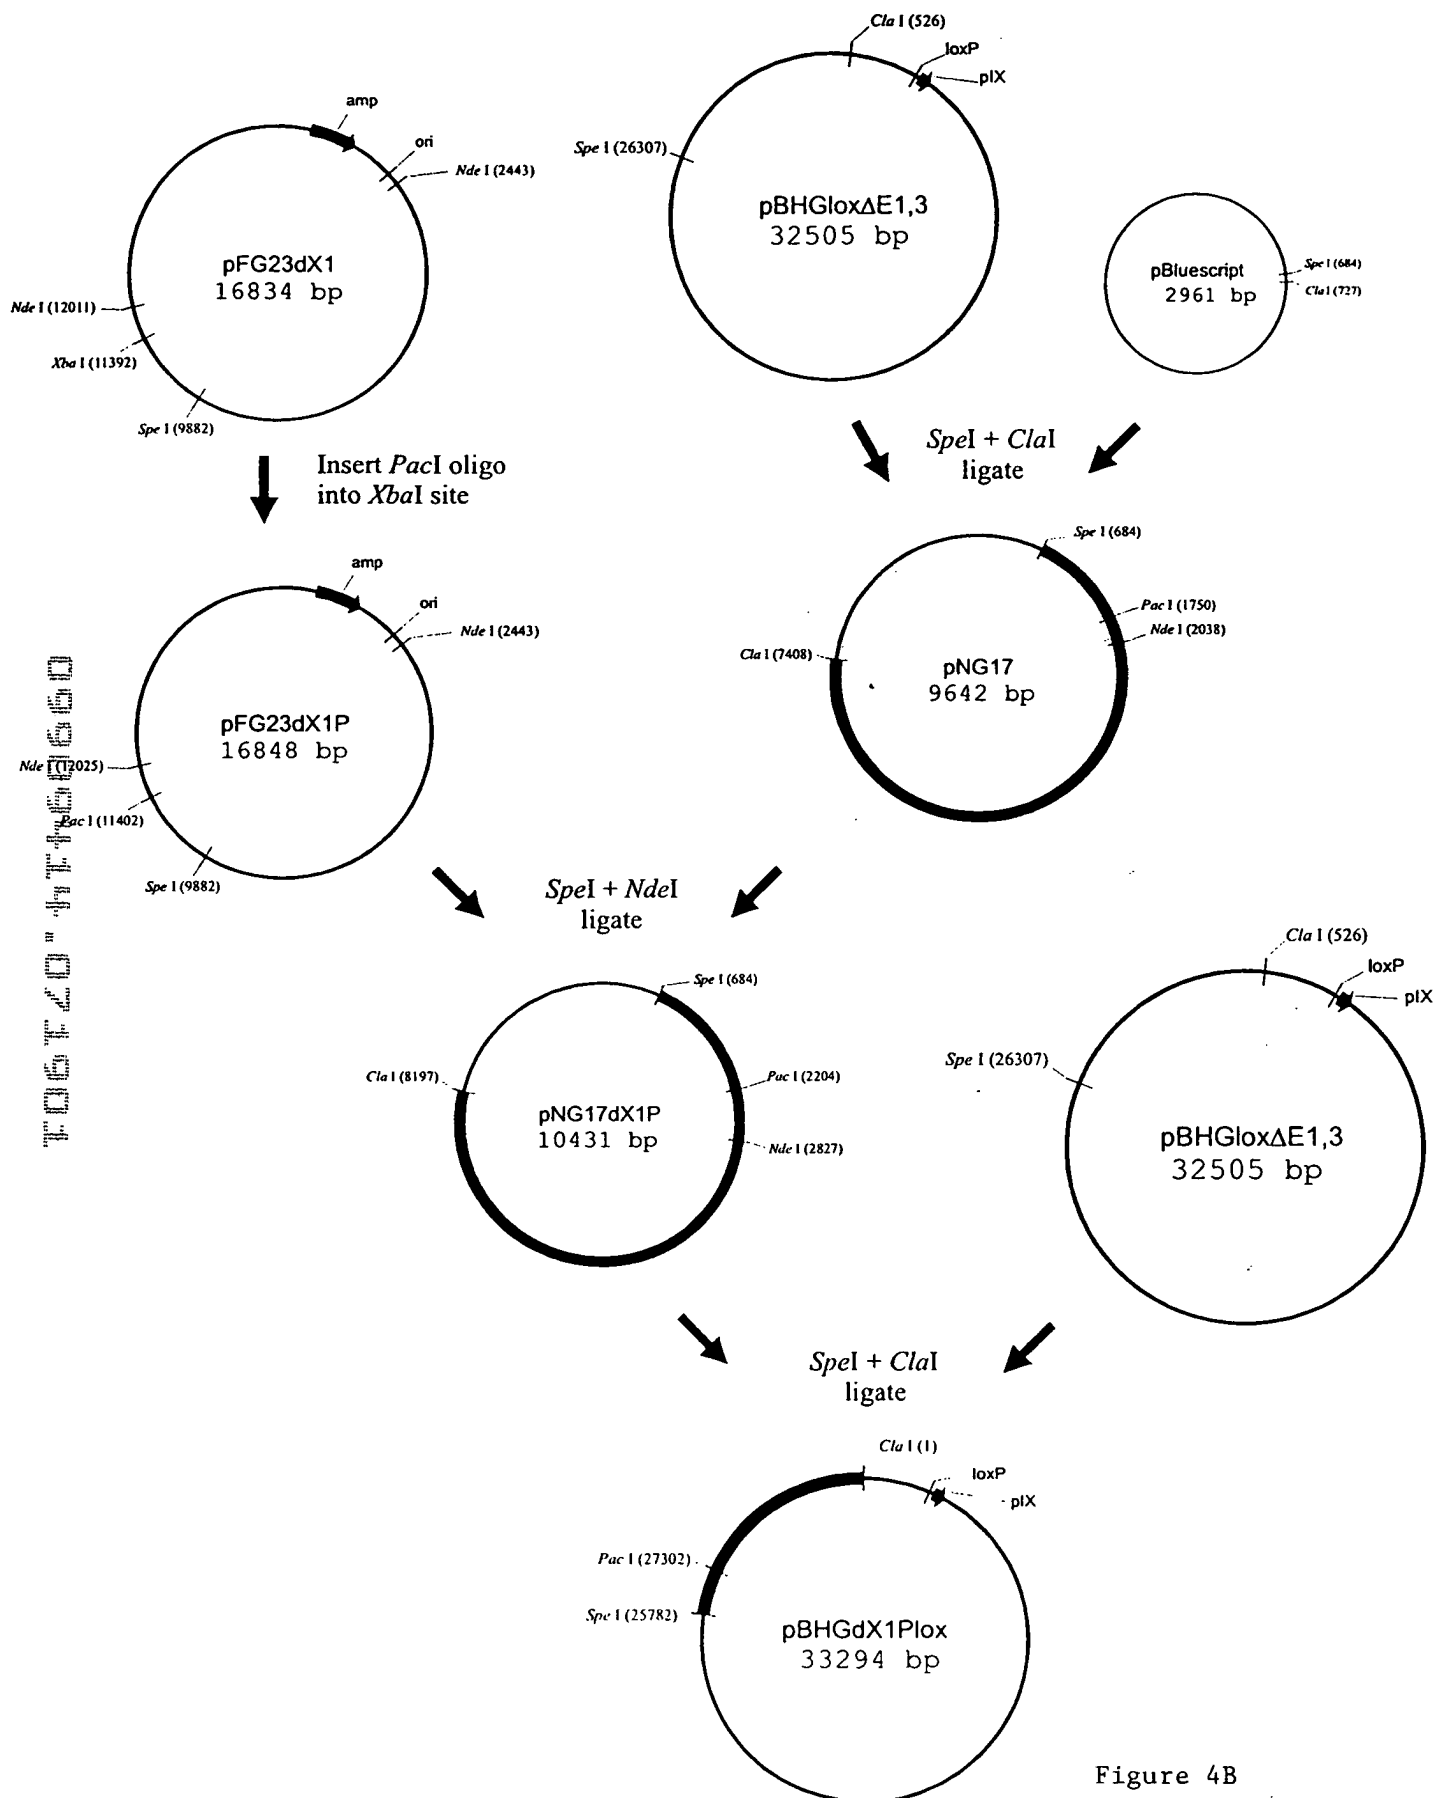 Cla I (526)
loxP
pIX
Spe I (26307)
pBHGloxΔE1,3
32505 bp
amp
ori
Nde I (2443)
pFG23dX1
16834 bp
Nde I (12011)
Xba I (11392)
Spe I (9882)
pBluescript
2961 bp
Spe I (684)
Cla I (727)
Insert PacI oligo
into XbaI site
SpeI + ClaI
ligate
amp
ori
Nde I (2443)
pFG23dX1P
16848 bp
Nde I (12025)
Pac I (11402)
Spe I (9882)
Spe I (684)
Pac I (1750)
Nde I (2038)
Cla I (7408)
pNG17
9642 bp
SpeI + NdeI
ligate
Spe I (684)
Pac I (2204)
Nde I (2827)
Cla I (8197)
pNG17dX1P
10431 bp
Cla I (526)
loxP
pIX
Spe I (26307)
pBHGloxΔE1,3
32505 bp
SpeI + ClaI
ligate
Cla I (1)
loxP
pIX
Pac I (27302)
Spe I (25782)
pBHGdX1Plox
33294 bp
Figure 4B